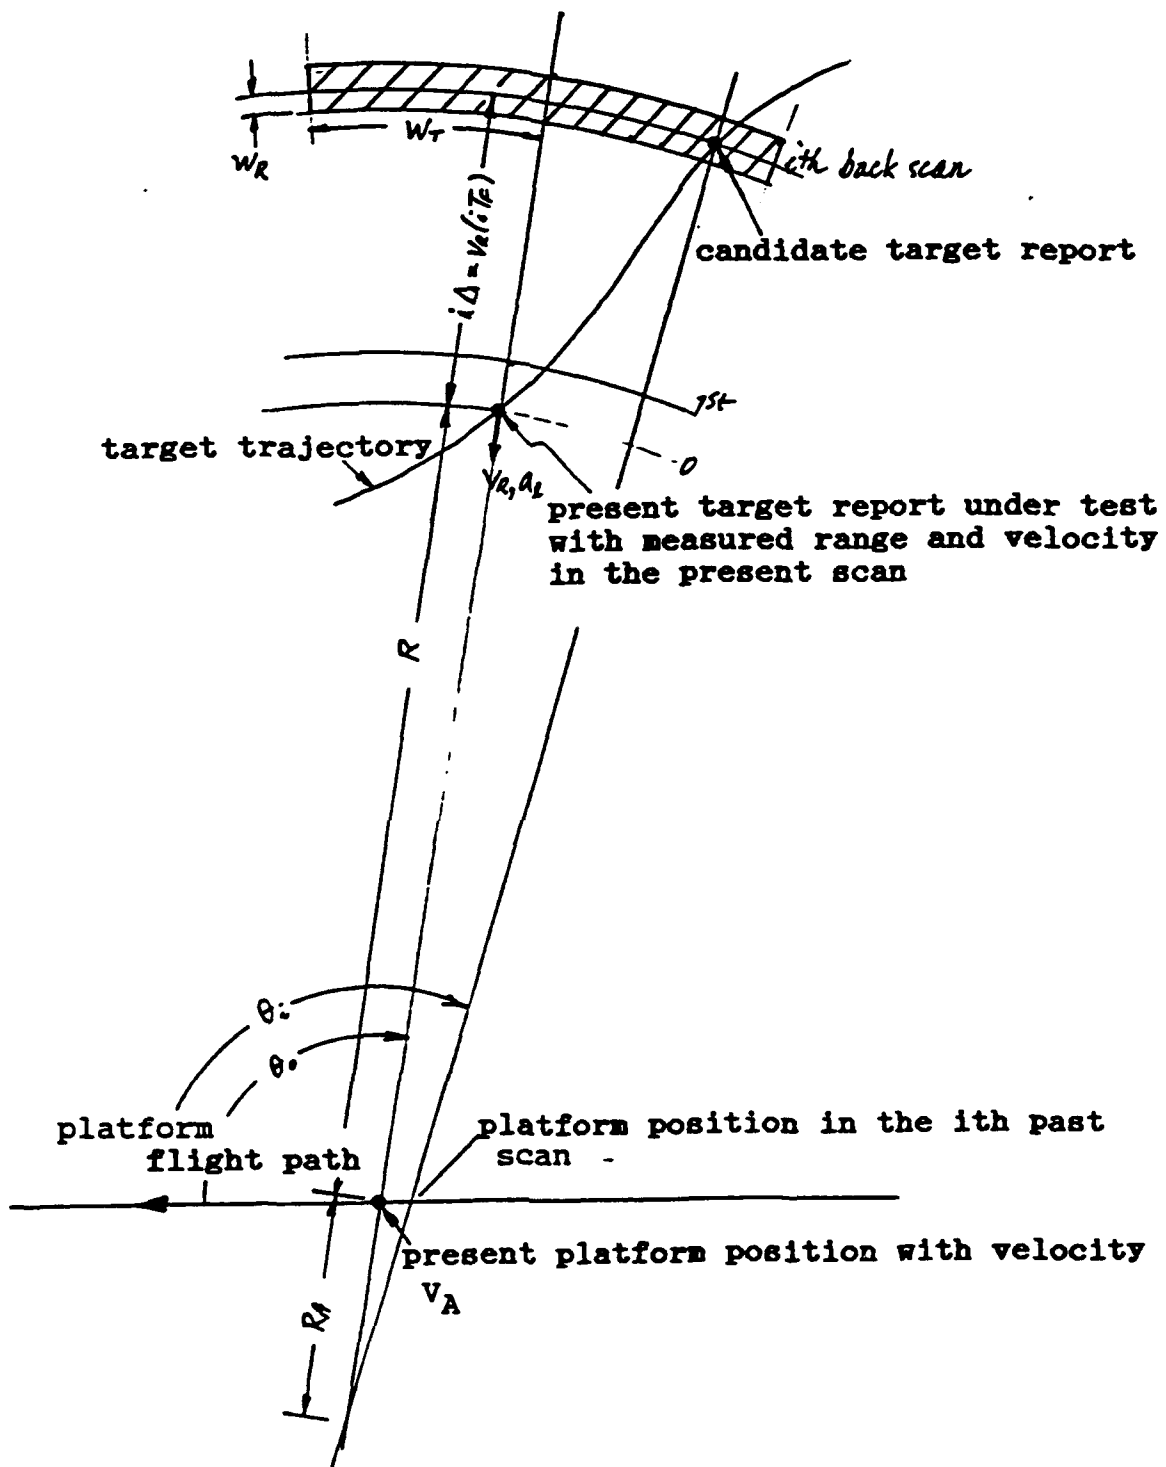 W_R
W_T
ith back scan
candidate target report
iΔ = V_R(iT_F)
1st
target trajectory
0
V_R, a_ℓ
present target report under test
with measured range and velocity
in the present scan
R
θ_i
θ_0
platform
flight path
platform position in the ith past
scan
present platform position with velocity
V_A
R_A